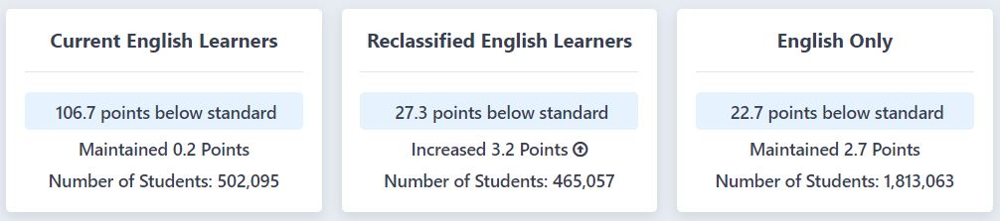 Current English Learners
106.7 points below standard
Maintained 0.2 Points
Number of Students: 502,095
Reclassified English Learners
27.3 points below standard
Increased 3.2 Points
Number of Students: 465,057
English Only
22.7 points below standard
Maintained 2.7 Points
Number of Students: 1,813,063